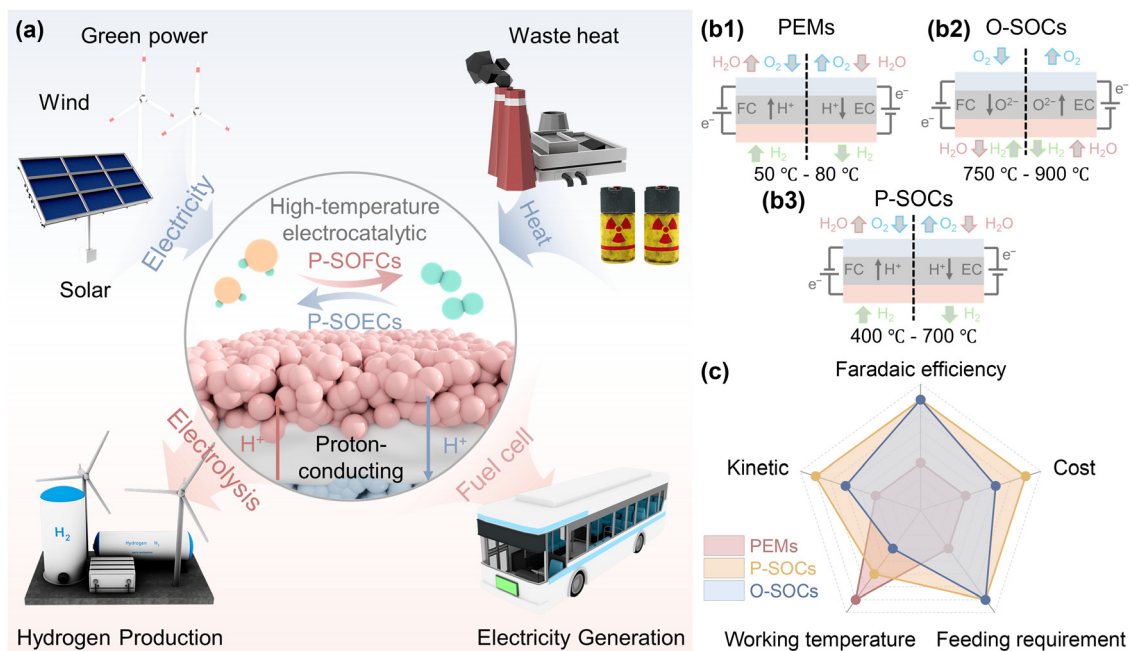 (a)
Green power
Waste heat
Wind
Solar
Electricity
Heat
High-temperature
electrocatalytic
P-SOFCs
P-SOECs
H⁺
H⁺
Proton-
conducting
Electrolysis
Fuel cell
H₂
Hydrogen H₂
Hydrogen Production
Electricity Generation
(b1)
PEMs
H₂O O₂ O₂ H₂O
e⁻ FC H⁺ H⁺ EC e⁻
H₂ H₂
50 ℃ - 80 ℃
(b2)
O-SOCs
O₂ O₂
e⁻ FC O²⁻ O²⁻ EC e⁻
H₂O H₂ H₂ H₂O
750 ℃ - 900 ℃
(b3)
P-SOCs
H₂O O₂ O₂ H₂O
e⁻ FC H⁺ H⁺ EC e⁻
H₂ H₂
400 ℃ - 700 ℃
(c)
Faradaic efficiency
Kinetic
Cost
PEMs
P-SOCs
O-SOCs
Working temperature
Feeding requirement